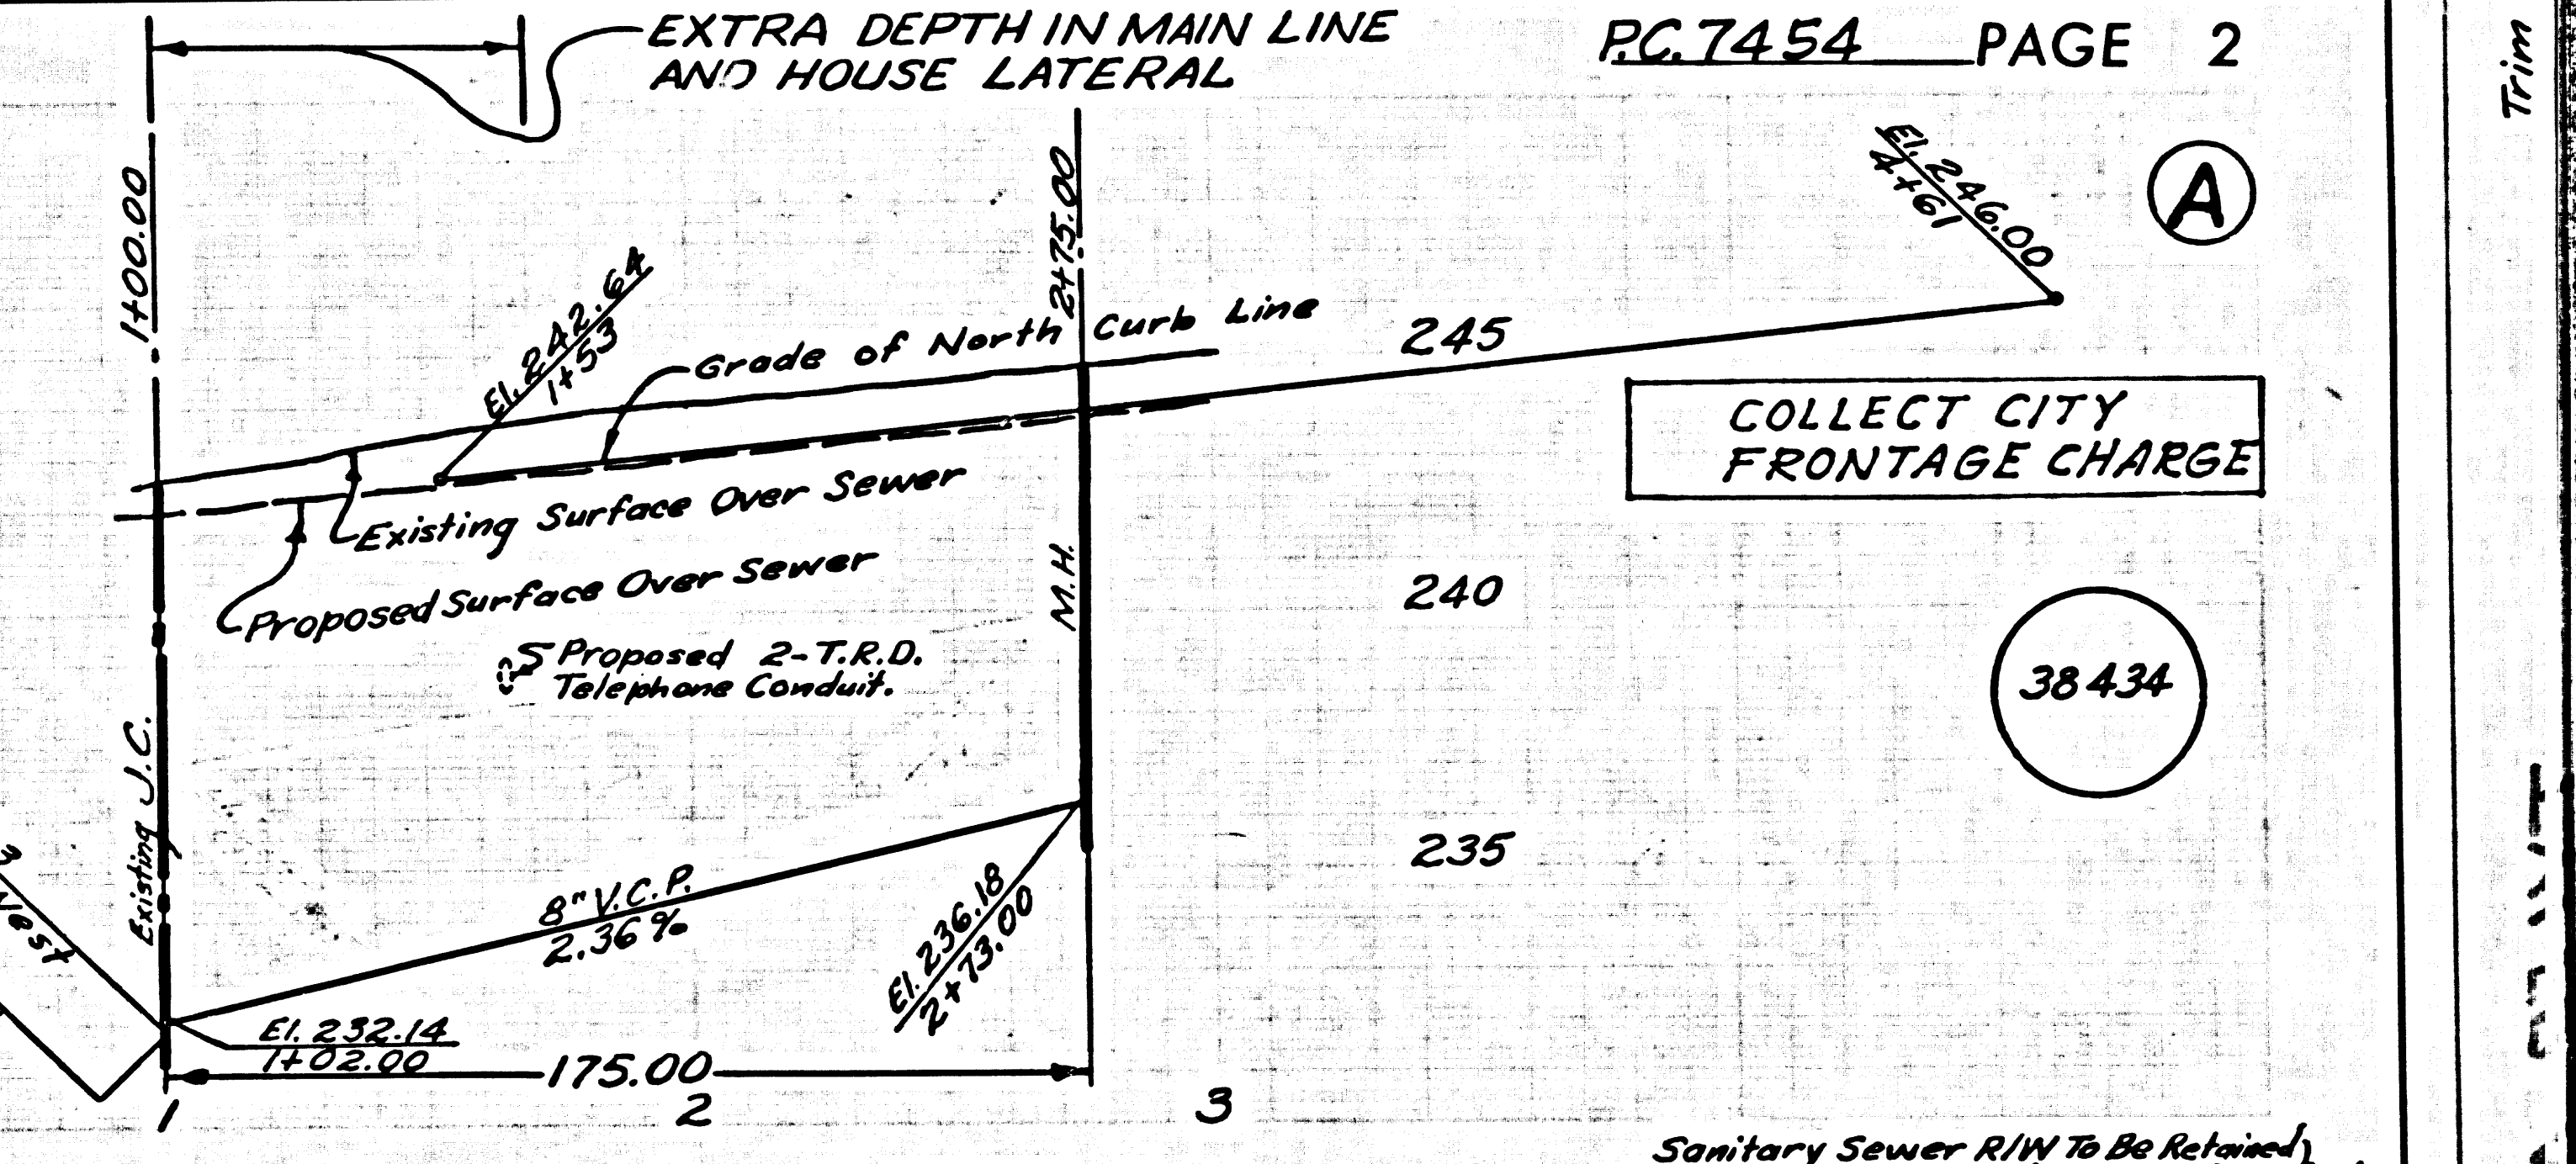 EXTRA DEPTH IN MAIN LINE
AND HOUSE LATERAL
P.C. 7454 PAGE 2
Trim
1+00.00
2+75.00
El. 246.00
4+61
A
El. 242.64
1+53
Grade of North Curb Line
245
COLLECT CITY
FRONTAGE CHARGE
Existing Surface Over Sewer
Proposed Surface Over Sewer
M.H.
240
Proposed 2-T.R.D.
Telephone Conduit.
38434
Existing J.C.
235
8" V.C.P.
2.36%
El. 236.18
2+73.00
El. 232.14
1+02.00
175.00
1 2 3
Sanitary Sewer R/W To Be Retained